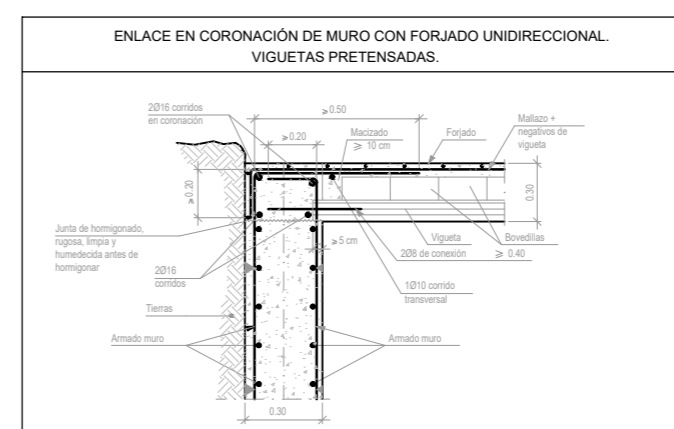 ENLACE EN CORONACIÓN DE MURO CON FORJADO UNIDIRECCIONAL.
VIGUETAS PRETENSADAS.
2Ø16 corridos
en coronación
⩾0.50
⩾0.20
Macizado
⩾ 10 cm
Forjado
Mallazo +
negativos de
vigueta
⩾0.20
0.30
Junta de hormigonado,
rugosa, limpia y
humedecida antes de
hormigonar
2Ø16
corridos
⩾5 cm
Vigueta
Bovedillas
2Ø8 de conexión
⩾ 0.40
1Ø10 corrido
transversal
Tierras
Armado muro
Armado muro
0.30